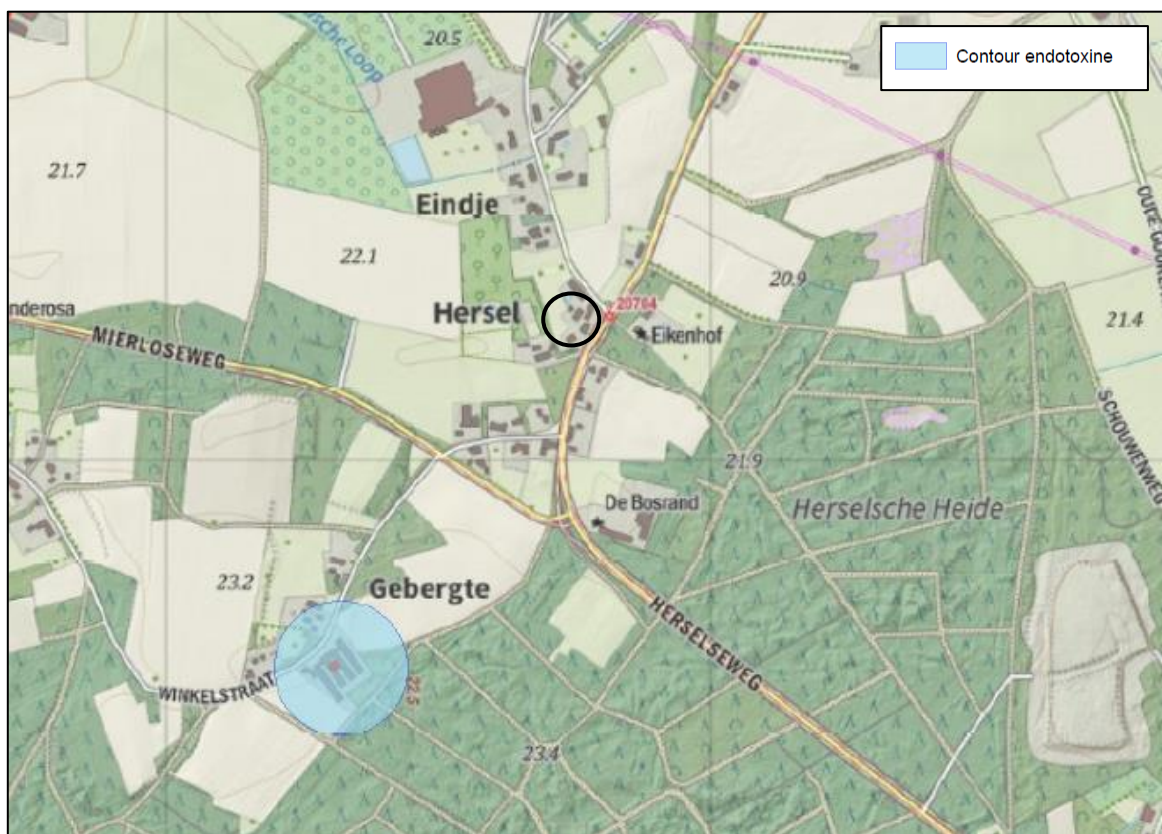 20.5
Contour endotoxine
21.7
Eindje
22.1
20.9
Hersel
20764
Eikenhof
21.4
nderosa
MIERLOSEWEG
SCHOUWENWEG
21.9
De Bosrand
Herselsche Heide
23.2
Gebergte
HERSELSEWEG
WINKELSTRAAT
22.5
23.4